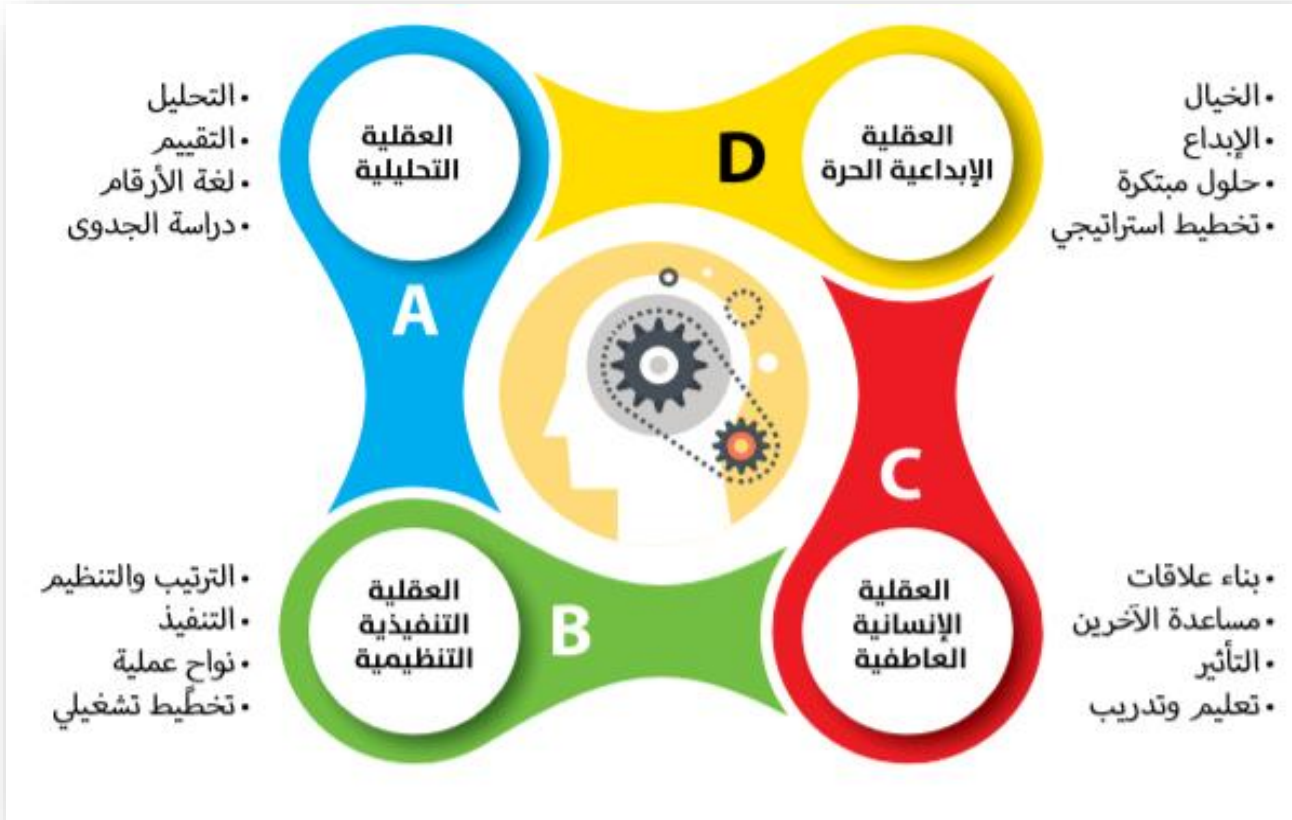 العقلية
التحليلية
A
• التحليل
• التقييم
• لغة الأرقام
• دراسة الجدوى
العقلية
الإبداعية الحرة
D
• الخيال
• الإبداع
• حلول مبتكرة
• تخطيط استراتيجي
العقلية
التنفيذية
التنظيمية
B
• الترتيب والتنظيم
• التنفيذ
• نواحٍ عملية
• تخطيط تشغيلي
العقلية
الإنسانية
العاطفية
C
• بناء علاقات
• مساعدة الآخرين
• التأثير
• تعليم وتدريب